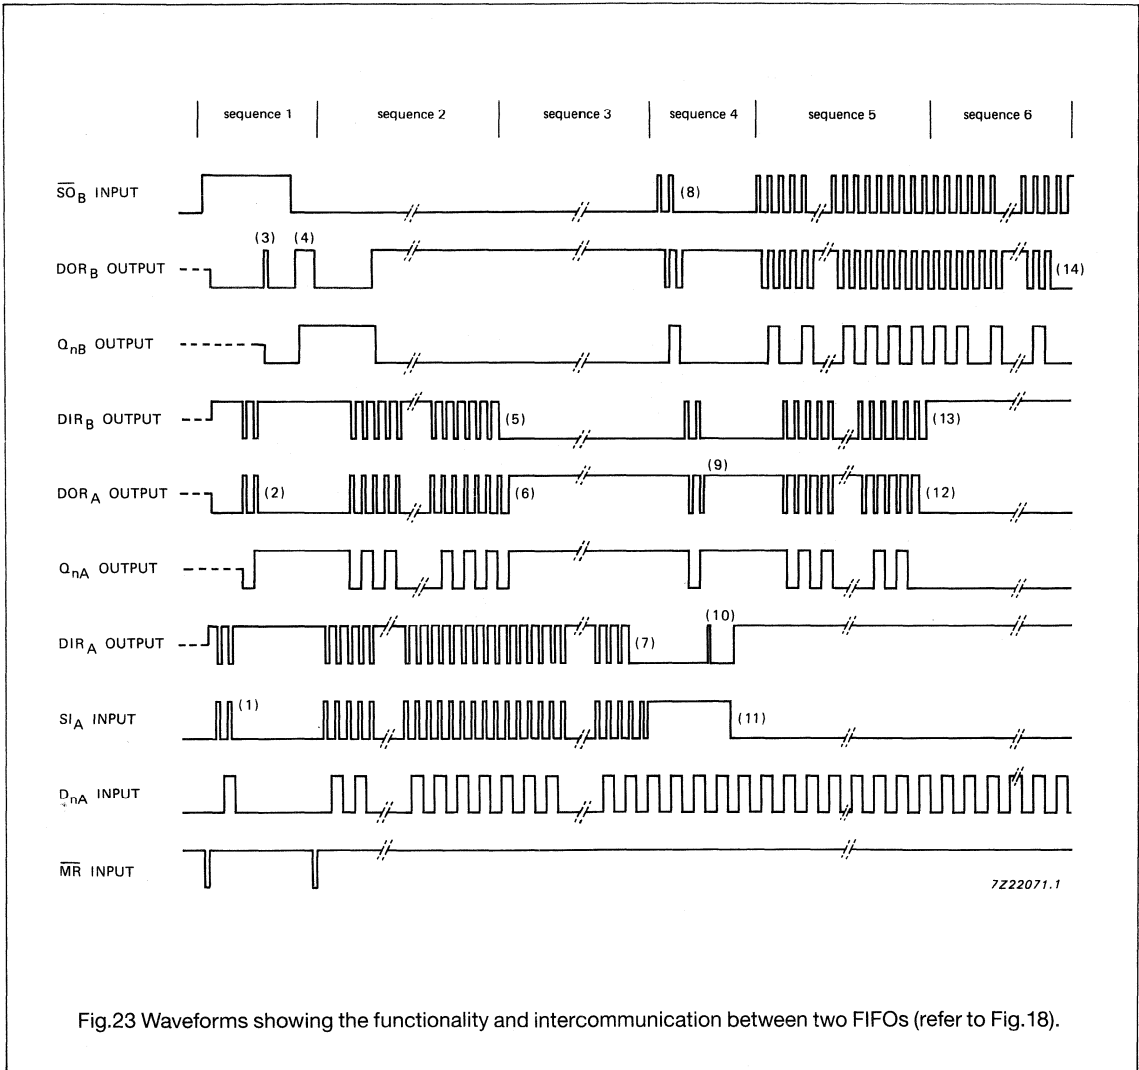 sequence 1 sequence 2 sequence 3 sequence 4 sequence 5 sequence 6
S̅O̅B INPUT (8)
(3) (4)
DORB OUTPUT (14)
QnB OUTPUT
DIRB OUTPUT (5) (13)
(9)
DORA OUTPUT (2) (6) (12)
QnA OUTPUT
(10)
DIRA OUTPUT (7)
SIA INPUT (1) (11)
DnA INPUT
M̅R̅ INPUT
7Z22071.1
Fig.23 Waveforms showing the functionality and intercommunication between two FIFOs (refer to Fig.18).